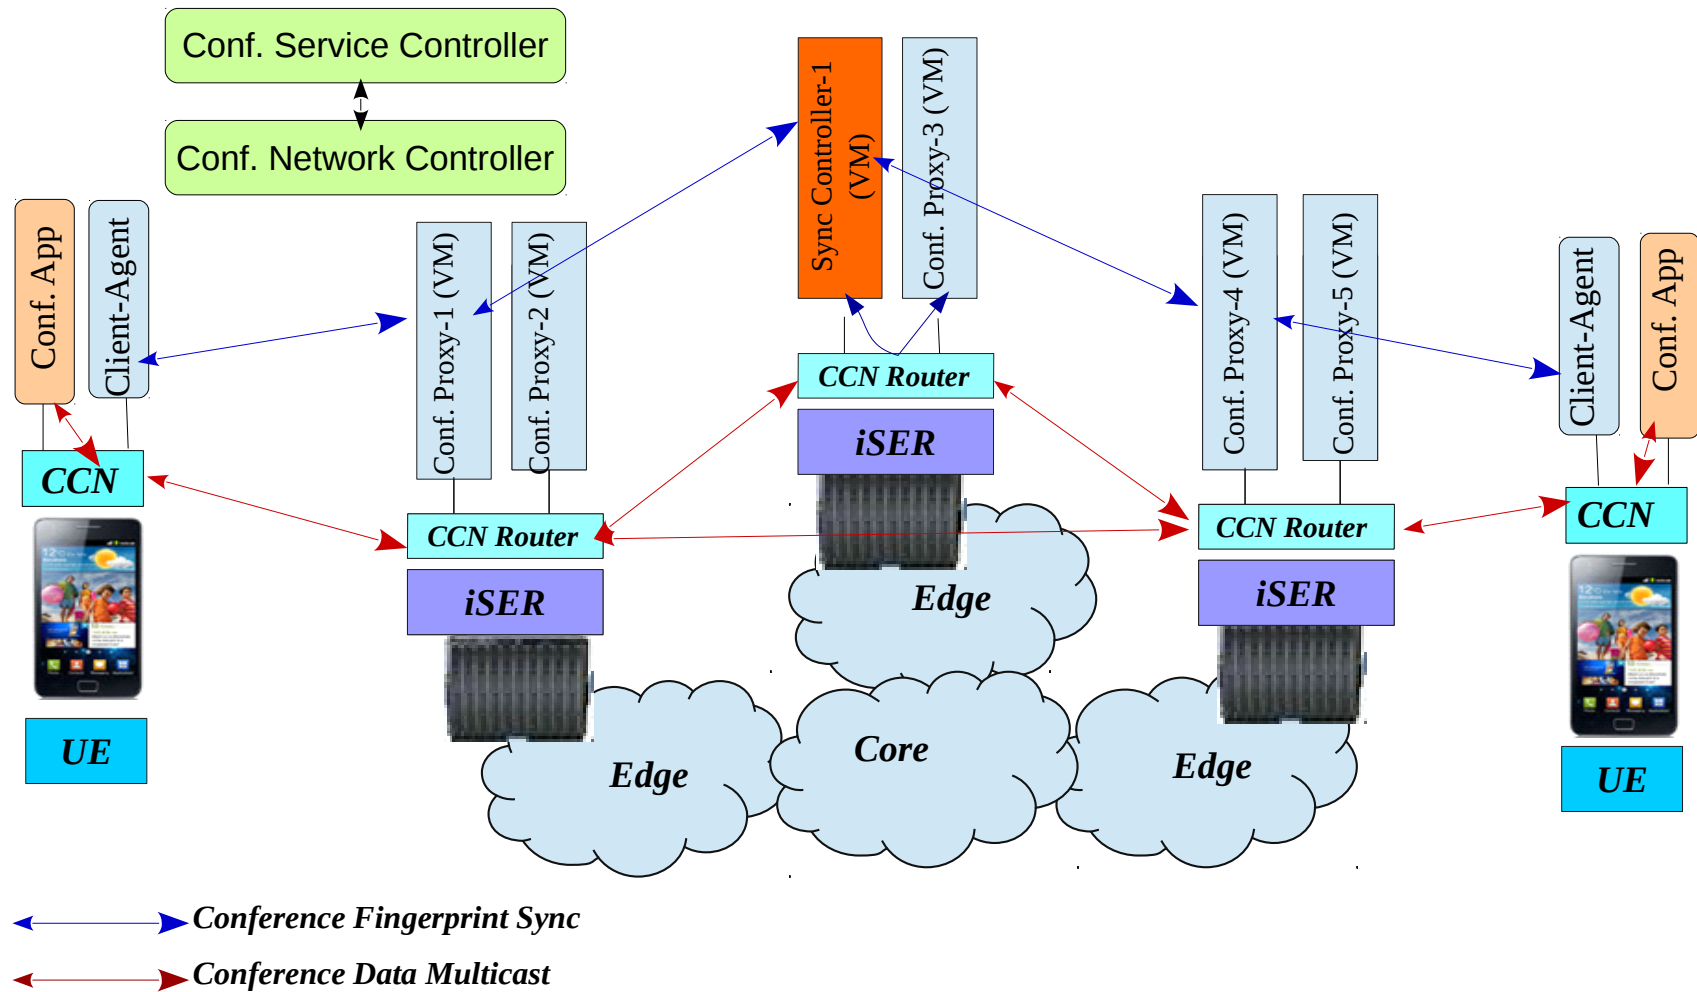 Conf. Service Controller
Conf. Network Controller
Conf. App
Client-Agent
CCN
UE
Conf. Proxy-1 (VM)
Conf. Proxy-2 (VM)
CCN Router
iSER
Edge
Sync Controller-1
(VM)
Conf. Proxy-3 (VM)
CCN Router
iSER
Edge
Core
Conf. Proxy-4 (VM)
Conf. Proxy-5 (VM)
CCN Router
iSER
Edge
Client-Agent
Conf. App
CCN
UE
Conference Fingerprint Sync
Conference Data Multicast